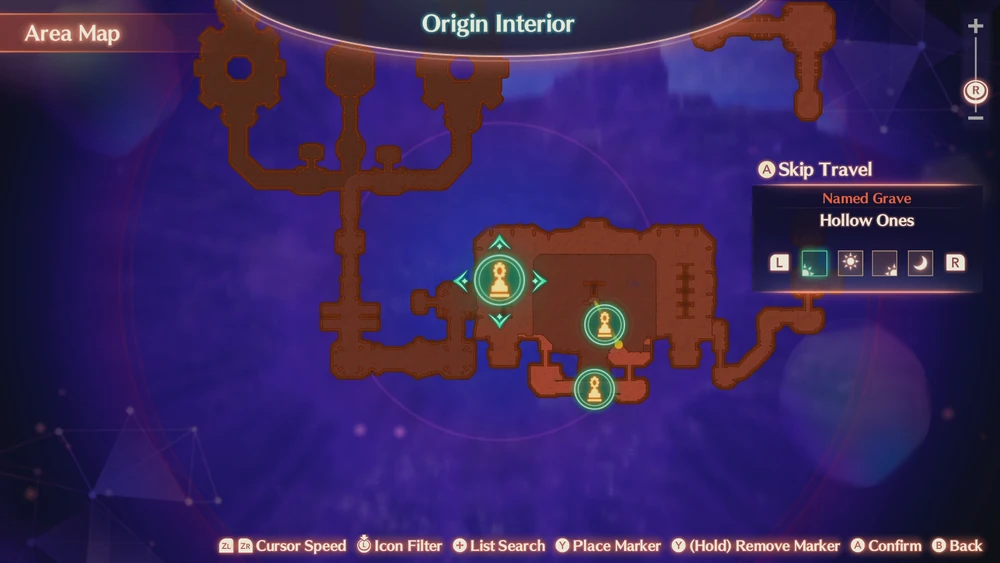 Area Map
Origin Interior
+
R
−
A Skip Travel
Named Grave
Hollow Ones
L R
ZL ZR Cursor Speed L Icon Filter + List Search Y Place Marker Y (Hold) Remove Marker A Confirm B Back